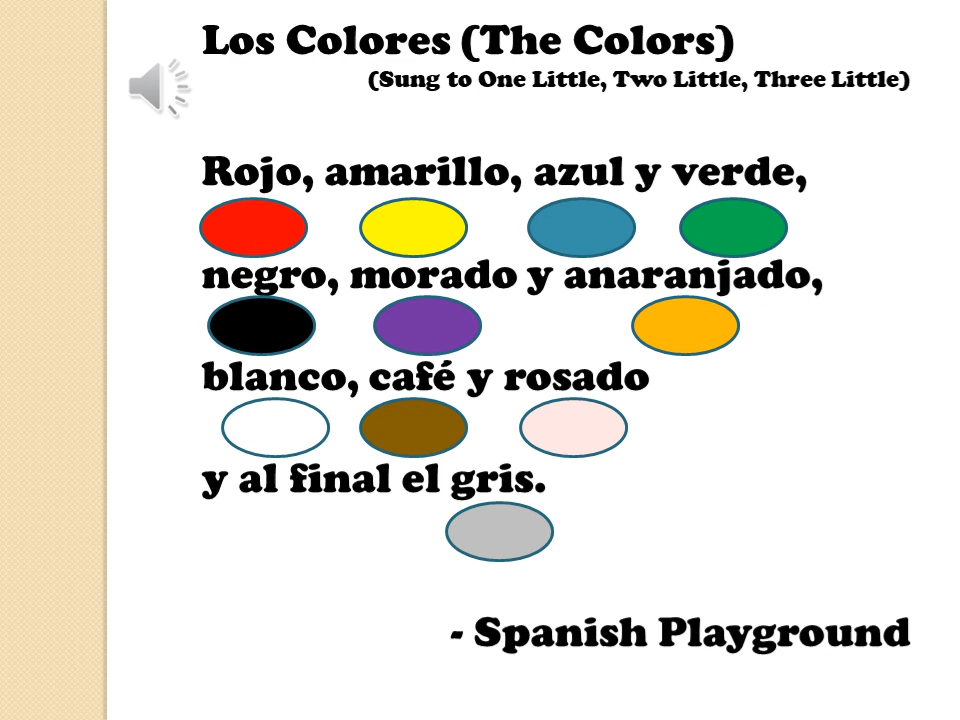 Los Colores (The Colors)
(Sung to One Little, Two Little, Three Little)
Rojo, amarillo, azul y verde,
negro, morado y anaranjado,
blanco, café y rosado
y al final el gris.
- Spanish Playground